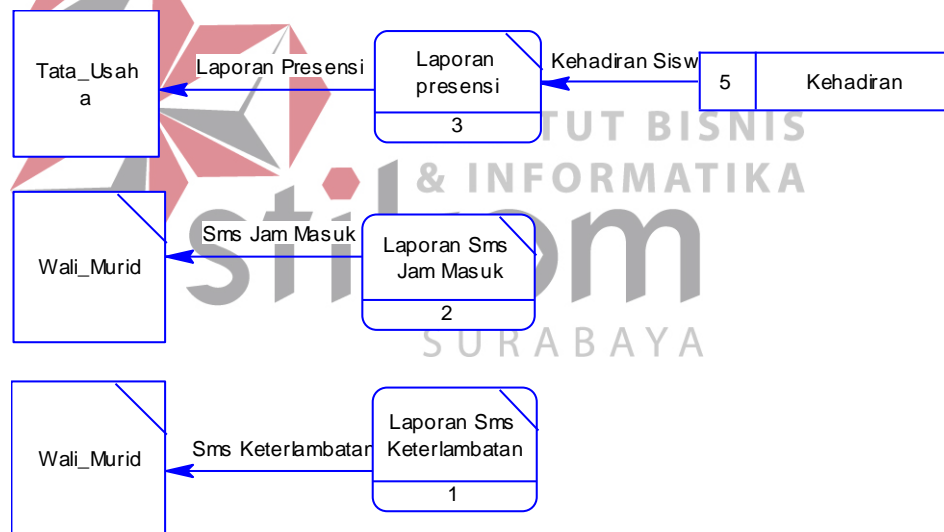 Tata_Usah
a
Laporan Presensi
Laporan
presensi
3
Kehadiran Sisw
5
Kehadiran
TUT BISNIS
& INFORMATIKA
stikom
SURABAYA
Wali_Murid
Sms Jam Masuk
Laporan Sms
Jam Masuk
2
Wali_Murid
Sms Keterlambatan
Laporan Sms
Keterlambatan
1